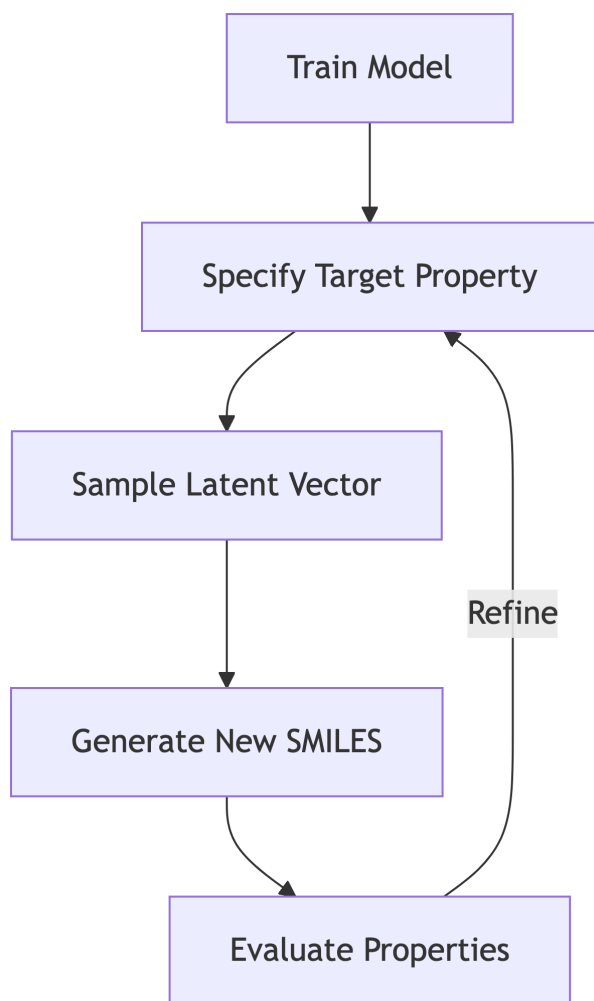 Train Model
Specify Target Property
Sample Latent Vector
Refine
Generate New SMILES
Evaluate Properties